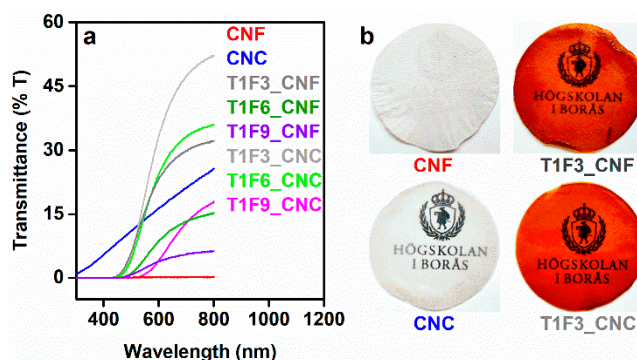 a
60
45
30
15
0
Transmittance (% T)
400
600
800
1000
1200
Wavelength (nm)
CNF
CNC
T1F3_CNF
T1F6_CNF
T1F9_CNF
T1F3_CNC
T1F6_CNC
T1F9_CNC
b
CNF
HÖGSKOLAN
I BORÅS
T1F3_CNF
HÖGSKOLAN
I BORÅS
CNC
HÖGSKOLAN
I BORÅS
T1F3_CNC